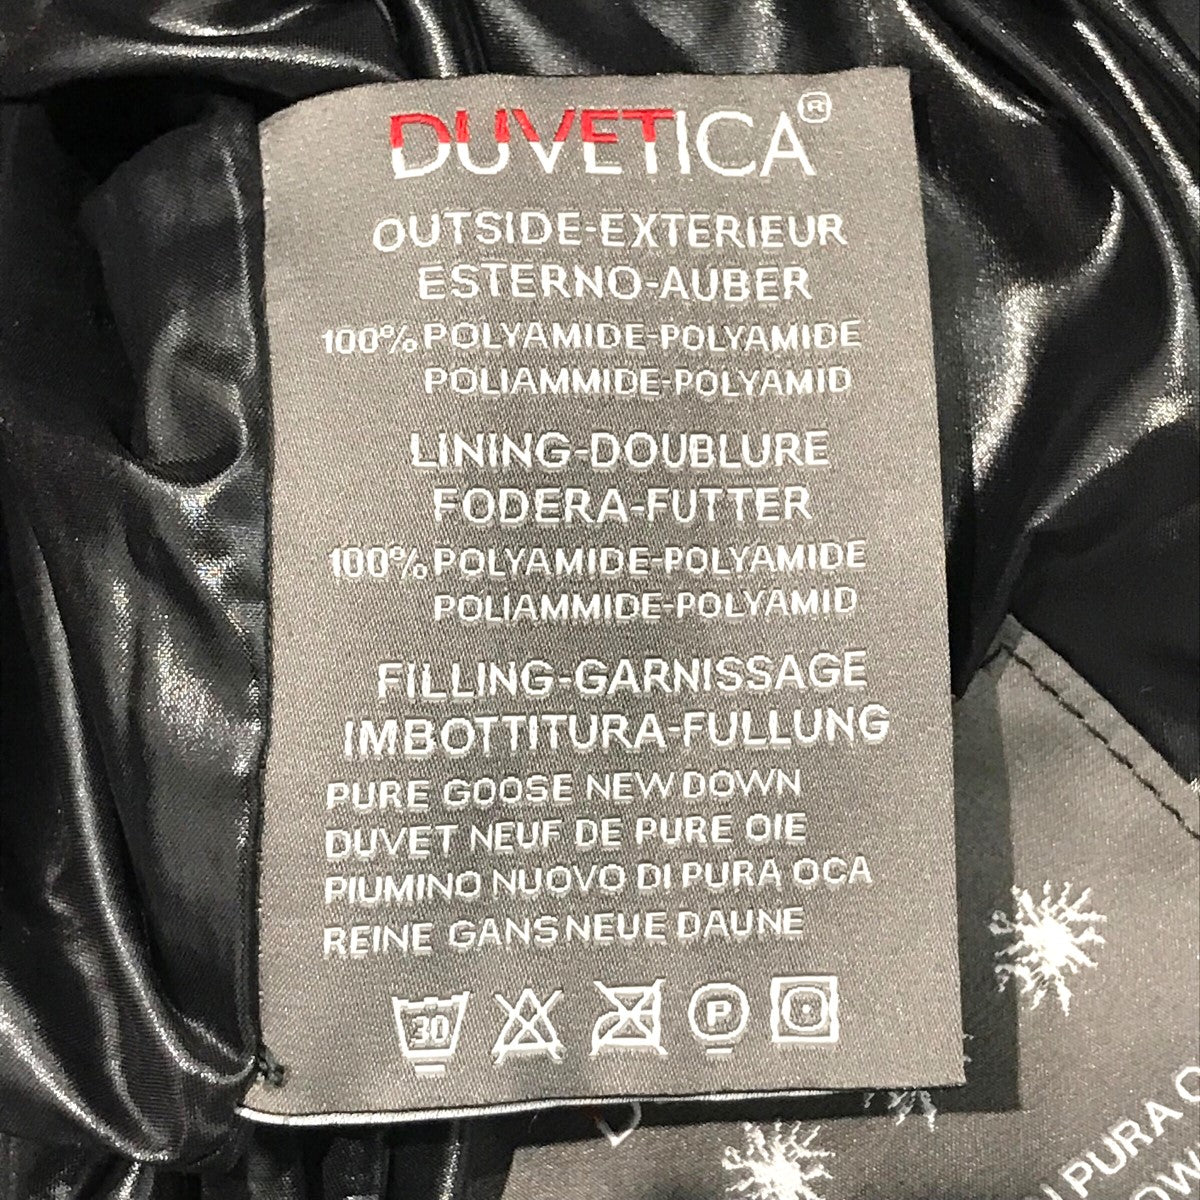 DUVETICA®
OUTSIDE-EXTERIEUR
ESTERNO-AUBER
100% POLYAMIDE-POLYAMIDE
POLIAMMIDE-POLYAMID
LINING-DOUBLURE
FODERA-FUTTER
100% POLYAMIDE-POLYAMIDE
POLIAMMIDE-POLYAMID
FILLING-GARNISSAGE
IMBOTTITURA-FULLUNG
PURE GOOSE NEW DOWN
DUVET NEUF DE PURE OIE
PIUMINO NUOVO DI PURA OCA
REINE GANS NEUE DAUNE
30 P
PURA